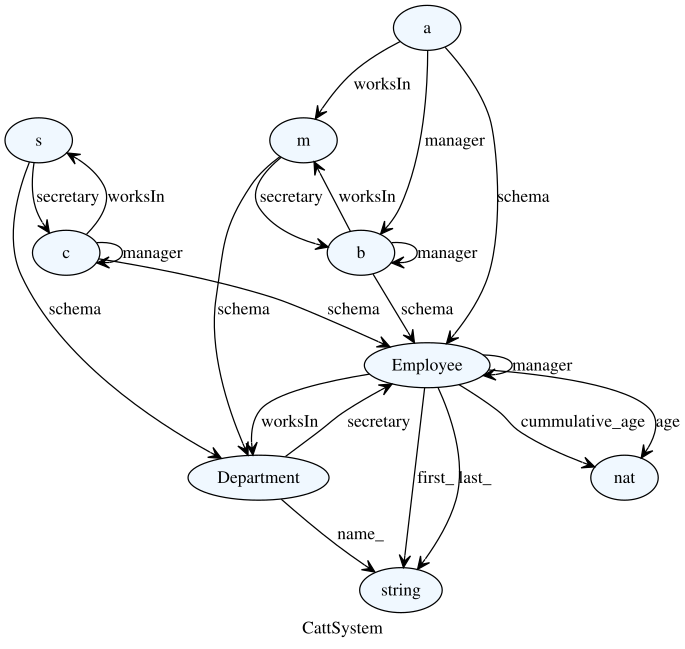 a
worksIn
s
m
manager
secretary
worksIn
secretary
worksIn
schema
c
manager
b
manager
schema
schema
schema
schema
Employee
manager
worksIn
secretary
cummulative_age
age
Department
first_
last_
nat
name_
string
CattSystem